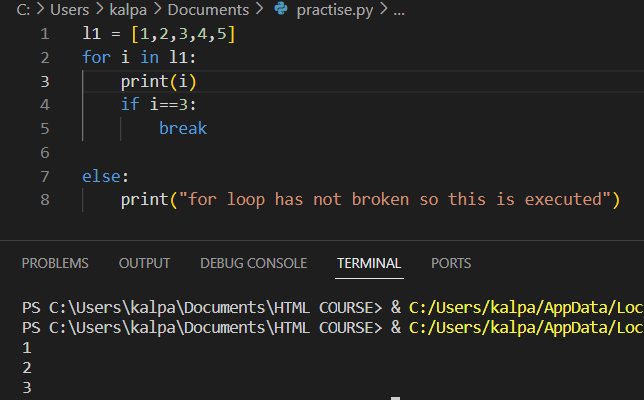 C: > Users > kalpa > Documents > practise.py > ...
1 l1 = [1,2,3,4,5]
2 for i in l1:
3     print(i)
4     if i==3:
5         break
6
7 else:
8     print("for loop has not broken so this is executed")
PROBLEMS OUTPUT DEBUG CONSOLE TERMINAL PORTS
PS C:\Users\kalpa\Documents\HTML COURSE> & C:/Users/kalpa/AppData/Loc
PS C:\Users\kalpa\Documents\HTML COURSE> & C:/Users/kalpa/AppData/Loc
1
2
3